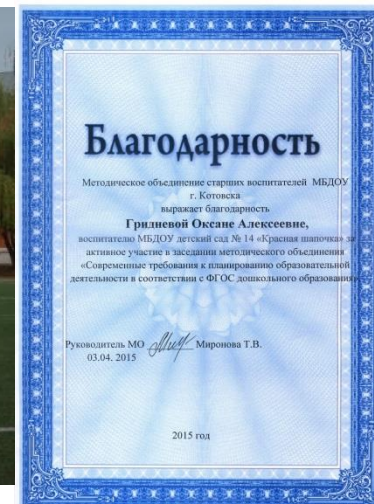 Благодарность
Методическое объединение старших воспитателей МБДОУ
г. Котовска
выражает благодарность
Гридневой Оксане Алексеевне,
воспитателю МБДОУ детский сад № 14 «Красная шапочка» за
активное участие в заседании методического объединения
«Современные требования к планированию образовательной
деятельности в соответствии с ФГОС дошкольного образования»
Руководитель МО Миронова Т.В.
03.04. 2015
2015 год